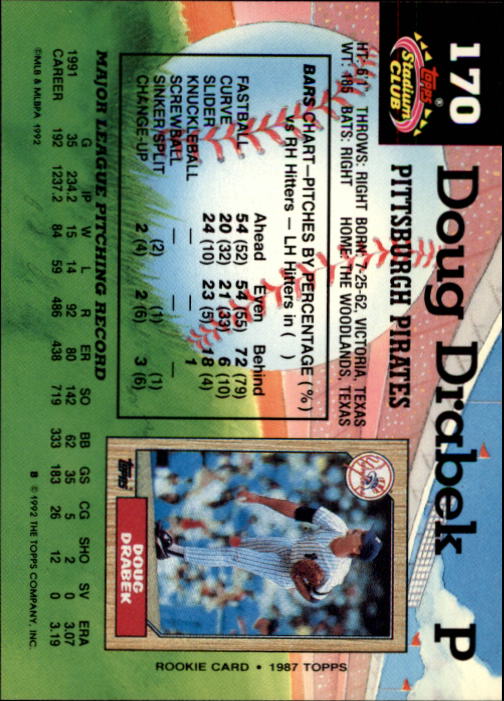 170
TOPPS
Stadium
CLUB
Doug Drabek P
PITTSBURGH PIRATES
HT: 6'1" THROWS: RIGHT BORN: 7-25-62, VICTORIA, TEXAS
WT: 185 BATS: RIGHT HOME: THE WOODLANDS, TEXAS
BARS CHART—PITCHES BY PERCENTAGE (%)
vs RH Hitters — LH Hitters in ( )
Ahead Even Behind
FASTBALL 54 (52) 54 (55) 72 (79)
CURVE 20 (32) 21 (33) 6 (10)
SLIDER 24 (10) 23 (5) 18 (4)
KNUCKLEBALL — — 1
SCREWBALL — — —
SINKER/SPLIT (2) (1) (1)
CHANGE-UP 2 (4) 2 (6) 3 (6)
MAJOR LEAGUE PITCHING RECORD
G IP W L R ER SO BB GS CG SHO SV ERA
1991 35 234.2 15 14 92 80 142 62 35 5 2 0 3.07
CAREER 192 1237.2 84 59 486 438 719 333 183 26 12 0 3.19
©MLB & MLBPA 1992
B © 1992 THE TOPPS COMPANY, INC.
TOPPS
DOUG
DRABEK
ROOKIE CARD • 1987 TOPPS